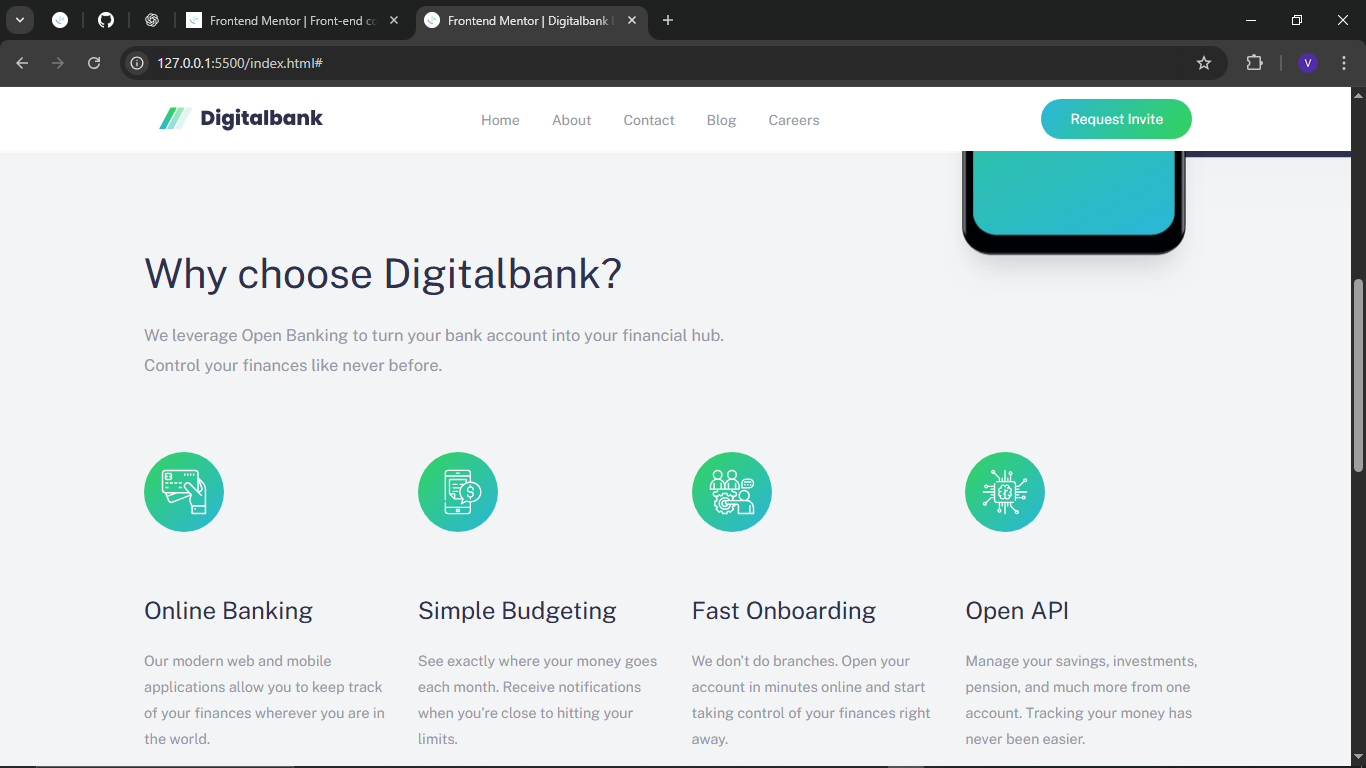 Frontend Mentor | Front-end co
Frontend Mentor | Digitalbank
127.0.0.1:5500/index.html#
V
Digitalbank
Home About Contact Blog Careers
Request Invite
Why choose Digitalbank?
We leverage Open Banking to turn your bank account into your financial hub.
Control your finances like never before.
Online Banking
Our modern web and mobile
applications allow you to keep track
of your finances wherever you are in
the world.
Simple Budgeting
See exactly where your money goes
each month. Receive notifications
when you're close to hitting your
limits.
Fast Onboarding
We don't do branches. Open your
account in minutes online and start
taking control of your finances right
away.
Open API
Manage your savings, investments,
pension, and much more from one
account. Tracking your money has
never been easier.